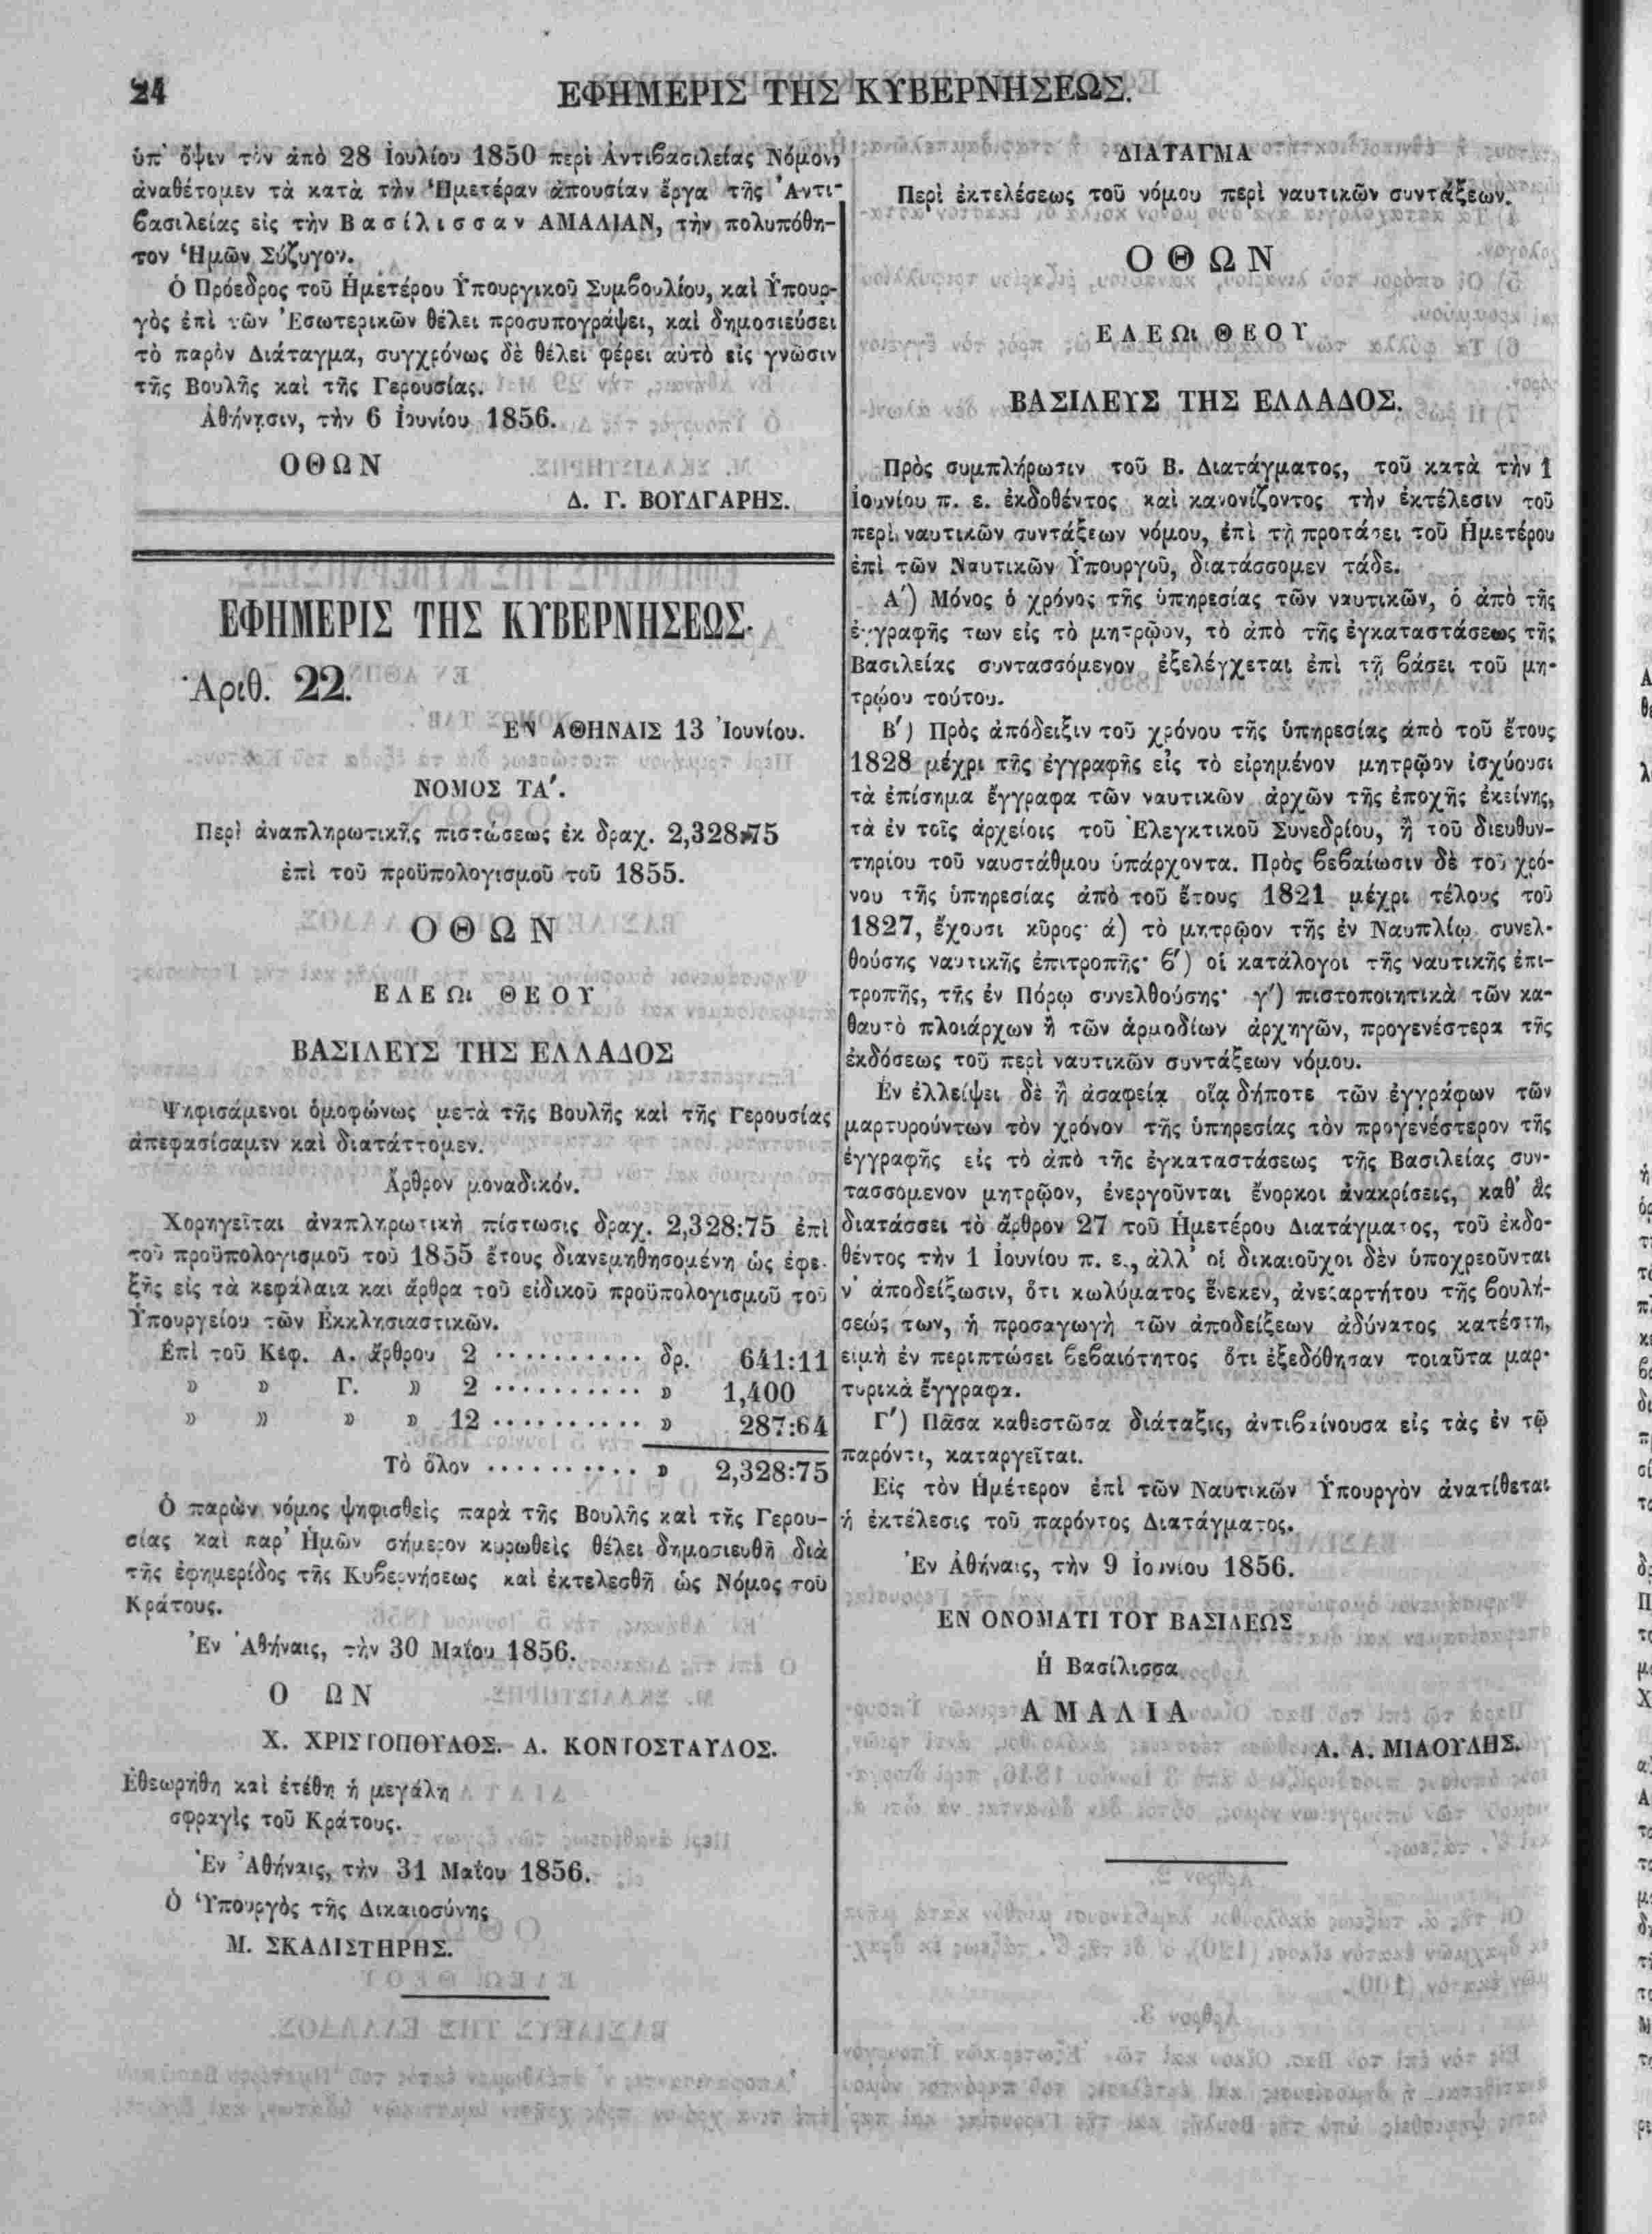 24
ΕΦΗΜΕΡΙΣ ΤΗΣ ΚΥΒΕΡΝΗΣΕΩΣ.
ὑπ' ὄψιν τὸν ἀπὸ 28 Ἰουλίου 1850 περὶ Ἀντιβασιλείας Νόμον,
ἀναθέτομεν τὰ κατὰ τὴν Ἡμετέραν ἀπουσίαν ἔργα τῆς Ἀντι-
βασιλείας εἰς τὴν Βασίλισσαν ΑΜΑΛΙΑΝ, τὴν πολυπόθη-
τον Ἡμῶν Σύζυγον.
Ὁ Πρόεδρος τοῦ Ἡμετέρου Ὑπουργικοῦ Συμβουλίου, καὶ Ὑπουρ-
γὸς ἐπὶ τῶν Ἐσωτερικῶν θέλει προσυπογράψει, καὶ δημοσιεύσει
τὸ παρὸν Διάταγμα, συγχρόνως δὲ θέλει φέρει αὐτὸ εἰς γνῶσιν
τῆς Βουλῆς καὶ τῆς Γερουσίας.
Ἀθήνησιν, τὴν 6 Ἰουνίου 1856.
ΟΘΩΝ
Δ. Γ. ΒΟΥΛΓΑΡΗΣ.
ΕΦΗΜΕΡΙΣ ΤΗΣ ΚΥΒΕΡΝΗΣΕΩΣ.
Ἀριθ. 22.
ΕΝ ΑΘΗΝΑΙΣ 13 Ἰουνίου.
ΝΟΜΟΣ ΤΑ'.
Περὶ ἀναπληρωτικῆς πιστώσεως ἐκ δραχ. 2,328:75
ἐπὶ τοῦ προϋπολογισμοῦ τοῦ 1855.
ΟΘΩΝ
ΕΛΕΩι ΘΕΟΥ
ΒΑΣΙΛΕΥΣ ΤΗΣ ΕΛΛΑΔΟΣ
Ψηφισάμενοι ὁμοφώνως μετὰ τῆς Βουλῆς καὶ τῆς Γερουσίας
ἀπεφασίσαμεν καὶ διατάττομεν.
Ἄρθρον μοναδικόν.
Χορηγεῖται ἀναπληρωτικὴ πίστωσις δραχ. 2,328:75 ἐπὶ
τοῦ προϋπολογισμοῦ τοῦ 1855 ἔτους διανεμηθησομένη ὡς ἐφε-
ξῆς εἰς τὰ κεφάλαια καὶ ἄρθρα τοῦ εἰδικοῦ προϋπολογισμοῦ τοῦ
Ὑπουργείου τῶν Ἐκκλησιαστικῶν.
Ἐπὶ τοῦ Κεφ. Α. ἄρθρου 2 .......... δρ. 641:11
» » Γ. » 2 .......... » 1,400
» » » » 12 .......... » 287:64
Τὸ ὅλον .......... » 2,328:75
Ὁ παρὼν νόμος ψηφισθεὶς παρὰ τῆς Βουλῆς καὶ τῆς Γερου-
σίας καὶ παρ' Ἡμῶν σήμερον κυρωθεὶς θέλει δημοσιευθῆ διὰ
τῆς ἐφημερίδος τῆς Κυβερνήσεως καὶ ἐκτελεσθῆ ὡς Νόμος τοῦ
Κράτους.
Ἐν Ἀθήναις, τὴν 30 Μαΐου 1856.
Ο ΩΝ
Χ. ΧΡΙΣΤΟΠΟΥΛΟΣ. Α. ΚΟΝΤΟΣΤΑΥΛΟΣ.
Ἐθεωρήθη καὶ ἐτέθη ἡ μεγάλη
σφραγὶς τοῦ Κράτους.
Ἐν Ἀθήναις, τὴν 31 Μαΐου 1856.
Ὁ Ὑπουργὸς τῆς Δικαιοσύνης
Μ. ΣΚΑΛΙΣΤΗΡΗΣ.
ΔΙΑΤΑΓΜΑ
Περὶ ἐκτελέσεως τοῦ νόμου περὶ ναυτικῶν συντάξεων.
ΟΘΩΝ
ΕΛΕΩι ΘΕΟΥ
ΒΑΣΙΛΕΥΣ ΤΗΣ ΕΛΛΑΔΟΣ.
Πρὸς συμπλήρωσιν τοῦ Β. Διατάγματος, τοῦ κατὰ τὴν 1
Ἰουνίου π. ε. ἐκδοθέντος καὶ κανονίζοντος τὴν ἐκτέλεσιν τοῦ
περὶ ναυτικῶν συντάξεων νόμου, ἐπὶ τῇ προτάσει τοῦ Ἡμετέρου
ἐπὶ τῶν Ναυτικῶν Ὑπουργοῦ, διατάσσομεν τάδε.
Α') Μόνος ὁ χρόνος τῆς ὑπηρεσίας τῶν ναυτικῶν, ὁ ἀπὸ τῆς
ἐγγραφῆς των εἰς τὸ μητρῷον, τὸ ἀπὸ τῆς ἐγκαταστάσεως τῆς
Βασιλείας συντασσόμενον ἐξελέγχεται ἐπὶ τῇ βάσει τοῦ μη-
τρῴου τούτου.
Β') Πρὸς ἀπόδειξιν τοῦ χρόνου τῆς ὑπηρεσίας ἀπὸ τοῦ ἔτους
1828 μέχρι τῆς ἐγγραφῆς εἰς τὸ εἰρημένον μητρῷον ἰσχύουσι
τὰ ἐπίσημα ἔγγραφα τῶν ναυτικῶν ἀρχῶν τῆς ἐποχῆς ἐκείνης,
τὰ ἐν τοῖς ἀρχείοις τοῦ Ἐλεγκτικοῦ Συνεδρίου, ἢ τοῦ διευθυν-
τηρίου τοῦ ναυστάθμου ὑπάρχοντα. Πρὸς βεβαίωσιν δὲ τοῦ χρό-
νου τῆς ὑπηρεσίας ἀπὸ τοῦ ἔτους 1821 μέχρι τέλους τοῦ
1827, ἔχουσι κῦρος· ά) τὸ μητρῷον τῆς ἐν Ναυπλίῳ συνελ-
θούσης ναυτικῆς ἐπιτροπῆς· β') οἱ κατάλογοι τῆς ναυτικῆς ἐπι-
τροπῆς, τῆς ἐν Πόρῳ συνελθούσης· γ') πιστοποιητικὰ τῶν κα-
θαυτὸ πλοιάρχων ἢ τῶν ἁρμοδίων ἀρχηγῶν, προγενέστερα τῆς
ἐκδόσεως τοῦ περὶ ναυτικῶν συντάξεων νόμου.
Ἐν ἐλλείψει δὲ ἢ ἀσαφείᾳ οἵᾳ δήποτε τῶν ἐγγράφων τῶν
μαρτυρούντων τὸν χρόνον τῆς ὑπηρεσίας τὸν προγενέστερον τῆς
ἐγγραφῆς εἰς τὸ ἀπὸ τῆς ἐγκαταστάσεως τῆς Βασιλείας συν-
τασσόμενον μητρῷον, ἐνεργοῦνται ἔνορκοι ἀνακρίσεις, καθ' ἃς
διατάσσει τὸ ἄρθρον 27 τοῦ Ἡμετέρου Διατάγματος, τοῦ ἐκδο-
θέντος τὴν 1 Ἰουνίου π. ε., ἀλλ' οἱ δικαιοῦχοι δὲν ὑποχρεοῦνται
ν' ἀποδείξωσιν, ὅτι κωλύματος ἕνεκεν, ἀνεξαρτήτου τῆς βουλή-
σεώς των, ἡ προσαγωγὴ τῶν ἀποδείξεων ἀδύνατος κατέστη,
εἰμὴ ἐν περιπτώσει βεβαιότητος ὅτι ἐξεδόθησαν τοιαῦτα μαρ-
τυρικὰ ἔγγραφα.
Γ') Πᾶσα καθεστῶσα διάταξις, ἀντιβαίνουσα εἰς τὰς ἐν τῷ
παρόντι, καταργεῖται.
Εἰς τὸν Ἡμέτερον ἐπὶ τῶν Ναυτικῶν Ὑπουργὸν ἀνατίθεται
ἡ ἐκτέλεσις τοῦ παρόντος Διατάγματος.
Ἐν Ἀθήναις, τὴν 9 Ἰουνίου 1856.
ΕΝ ΟΝΟΜΑΤΙ ΤΟΥ ΒΑΣΙΛΕΩΣ
Ἡ Βασίλισσα
ΑΜΑΛΙΑ
Α. Α. ΜΙΑΟΥΛΗΣ.